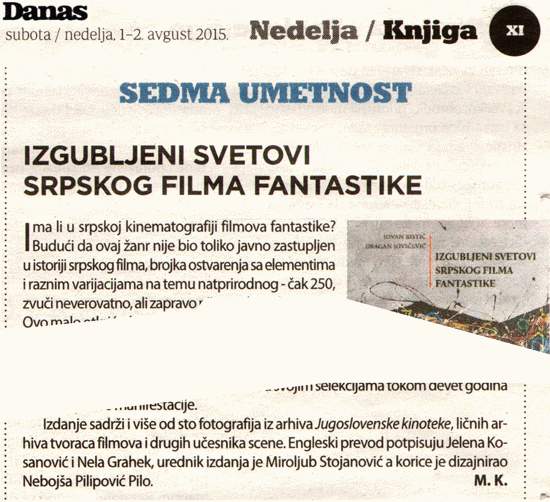 Danas
subota / nedelja, 1–2. avgust 2015.
Nedelja / Knjiga
XI
SEDMA UMETNOST
IZGUBLJENI SVETOVI
SRPSKOG FILMA FANTASTIKE
Ima li u srpskoj kinematografiji filmova fantastike?
Budući da ovaj žanr nije bio toliko javno zastupljen
u istoriji srpskog filma, brojka ostvarenja sa elementima
i raznim varijacijama na temu natprirodnog - čak 250,
zvuči neverovatno, ali zapravo
Ovo malo
JOVAN RISTIĆ
DRAGAN JOVIĆEVIĆ
IZGUBLJENI SVETOVI
SRPSKOG FILMA
FANTASTIKE
svojim selekcijama tokom devet godina
manifestacije.
Izdanje sadrži i više od sto fotografija iz arhiva Jugoslovenske kinoteke, ličnih ar-
hiva tvoraca filmova i drugih učesnika scene. Engleski prevod potpisuju Jelena Ko-
sanović i Nela Grahek, urednik izdanja je Miroljub Stojanović a korice je dizajnirao
Nebojša Pilipović Pilo.
M. K.